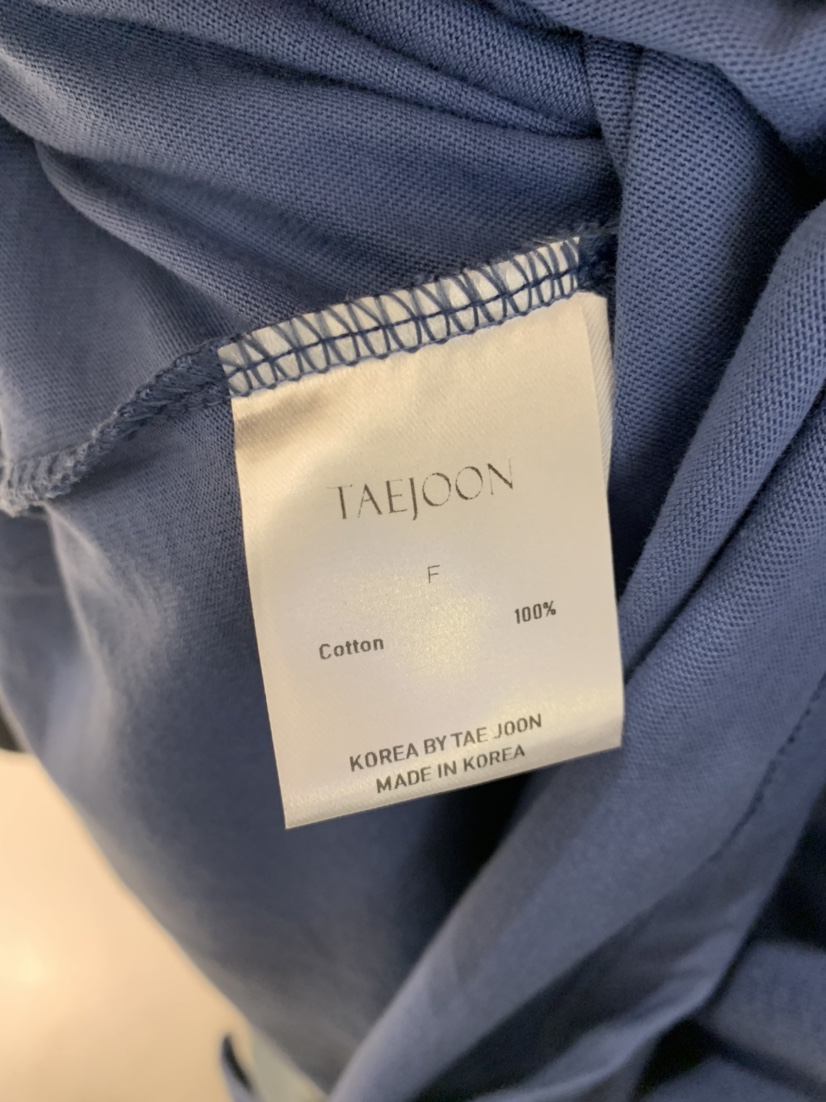 TAEJOON
F
Cotton 100%
KOREA BY TAE JOON
MADE IN KOREA